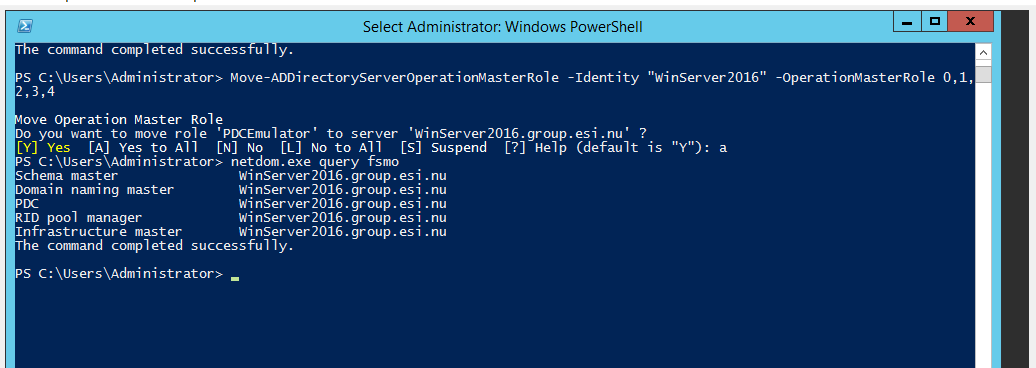 Select Administrator: Windows PowerShell
The command completed successfully.
PS C:\Users\Administrator> Move-ADDirectoryServerOperationMasterRole -Identity "WinServer2016" -OperationMasterRole 0,1,
2,3,4
Move Operation Master Role
Do you want to move role 'PDCEmulator' to server 'WinServer2016.group.esi.nu' ?
[Y] Yes  [A] Yes to All  [N] No  [L] No to All  [S] Suspend  [?] Help (default is "Y"): a
PS C:\Users\Administrator> netdom.exe query fsmo
Schema master               WinServer2016.group.esi.nu
Domain naming master        WinServer2016.group.esi.nu
PDC                         WinServer2016.group.esi.nu
RID pool manager            WinServer2016.group.esi.nu
Infrastructure master       WinServer2016.group.esi.nu
The command completed successfully.
PS C:\Users\Administrator>